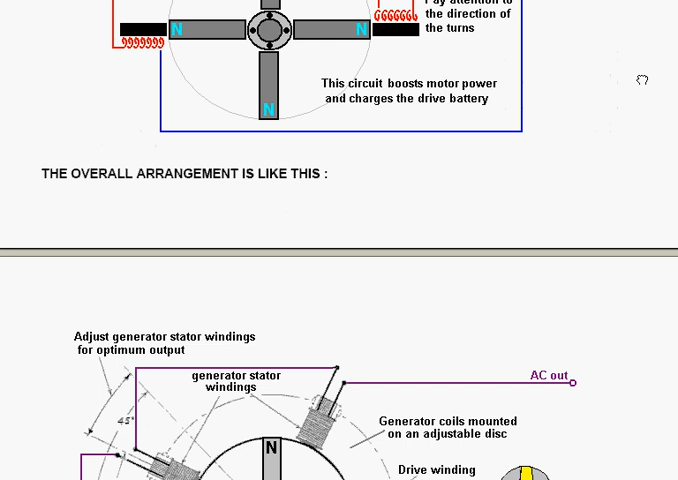 Pay attention to
the direction of
the turns
N
N
N
This circuit boosts motor power
and charges the drive battery
THE OVERALL ARRANGEMENT IS LIKE THIS :
Adjust generator stator windings
for optimum output
generator stator
windings
AC out
45°
Generator coils mounted
on an adjustable disc
N
Drive winding